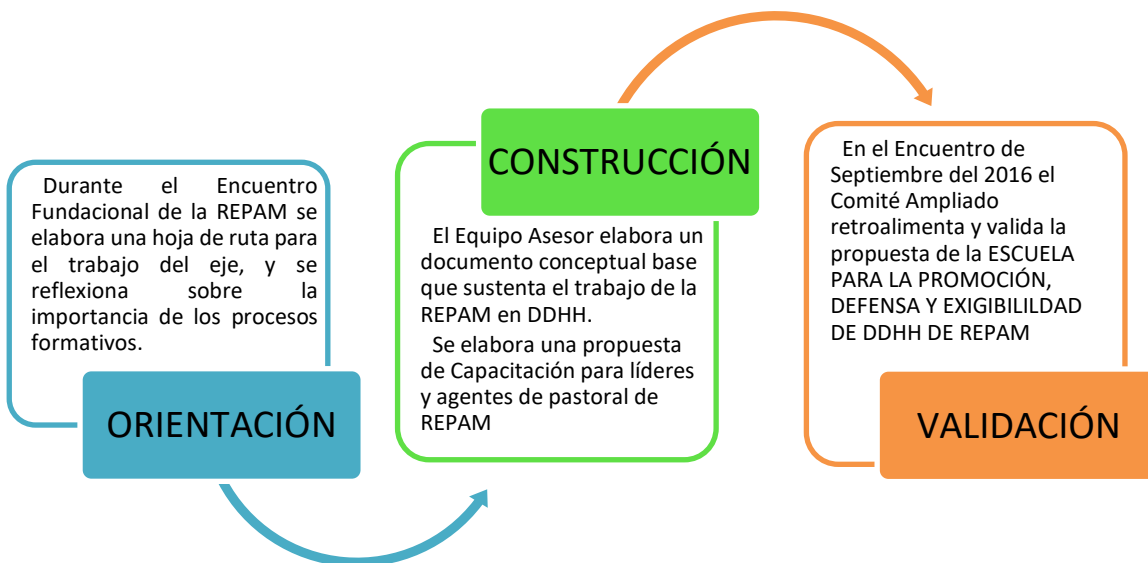 Durante el Encuentro
Fundacional de la REPAM se
elabora una hoja de ruta para
el trabajo del eje, y se
reflexiona sobre la
importancia de los procesos
formativos.
ORIENTACIÓN
CONSTRUCCIÓN
El Equipo Asesor elabora un
documento conceptual base
que sustenta el trabajo de la
REPAM en DDHH.
Se elabora una propuesta
de Capacitación para líderes
y agentes de pastoral de
REPAM
En el Encuentro de
Septiembre del 2016 el
Comité Ampliado
retroalimenta y valida la
propuesta de la ESCUELA
PARA LA PROMOCIÓN,
DEFENSA Y EXIGIBILILDAD
DE DDHH DE REPAM
VALIDACIÓN